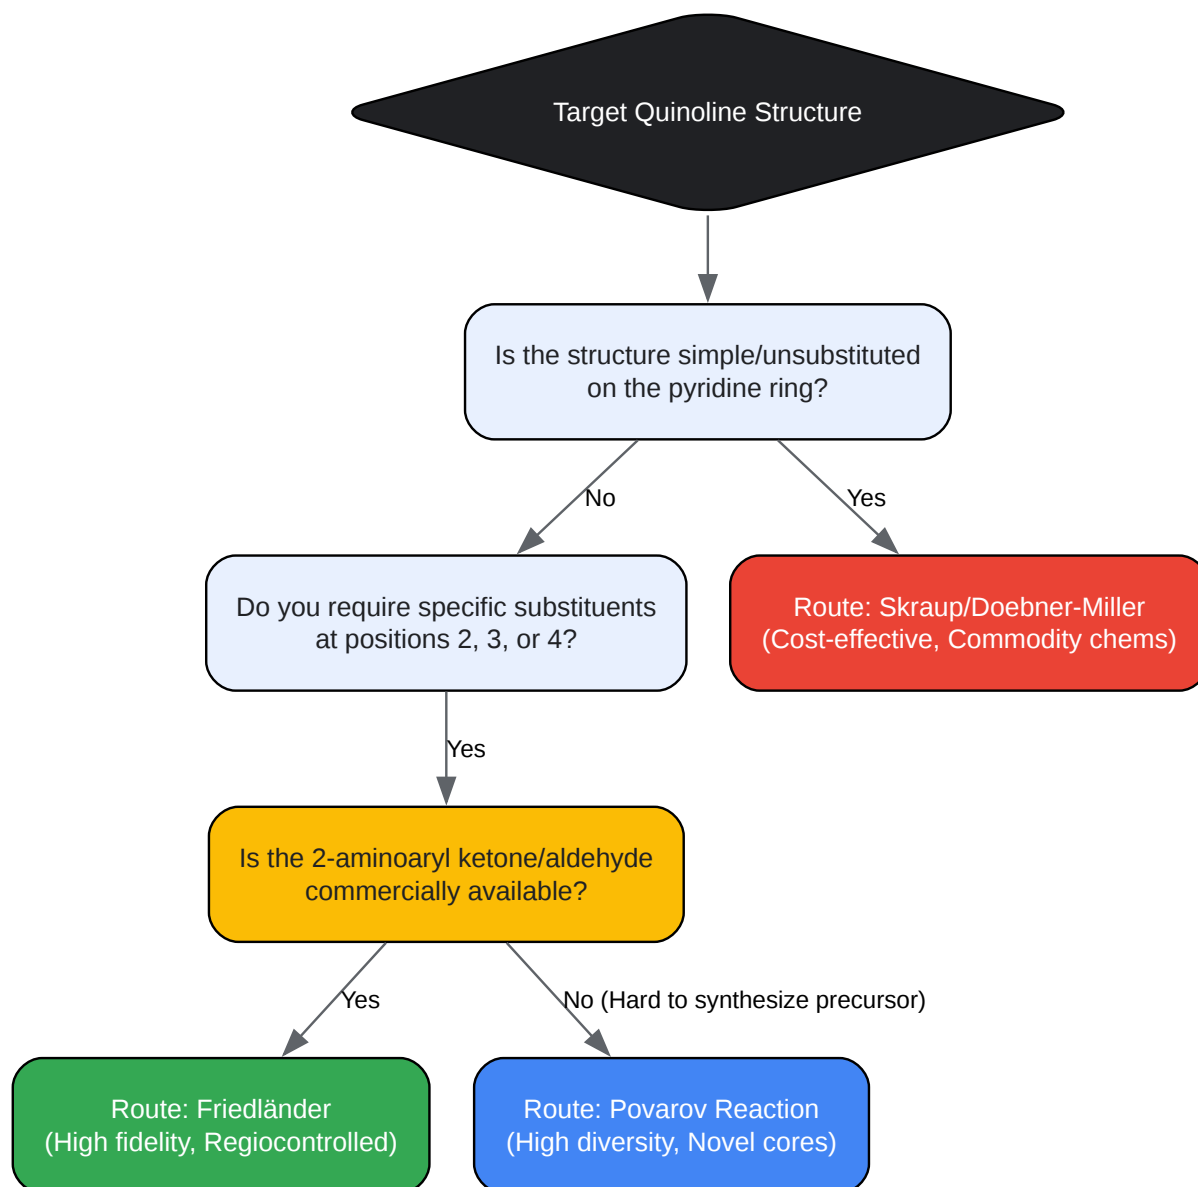 Target Quinoline Structure
Is the structure simple/unsubstituted
on the pyridine ring?
No
Yes
Do you require specific substituents
at positions 2, 3, or 4?
Route: Skraup/Doebner-Miller
(Cost-effective, Commodity chems)
Yes
Is the 2-aminoaryl ketone/aldehyde
commercially available?
Yes
No (Hard to synthesize precursor)
Route: Friedländer
(High fidelity, Regiocontrolled)
Route: Povarov Reaction
(High diversity, Novel cores)